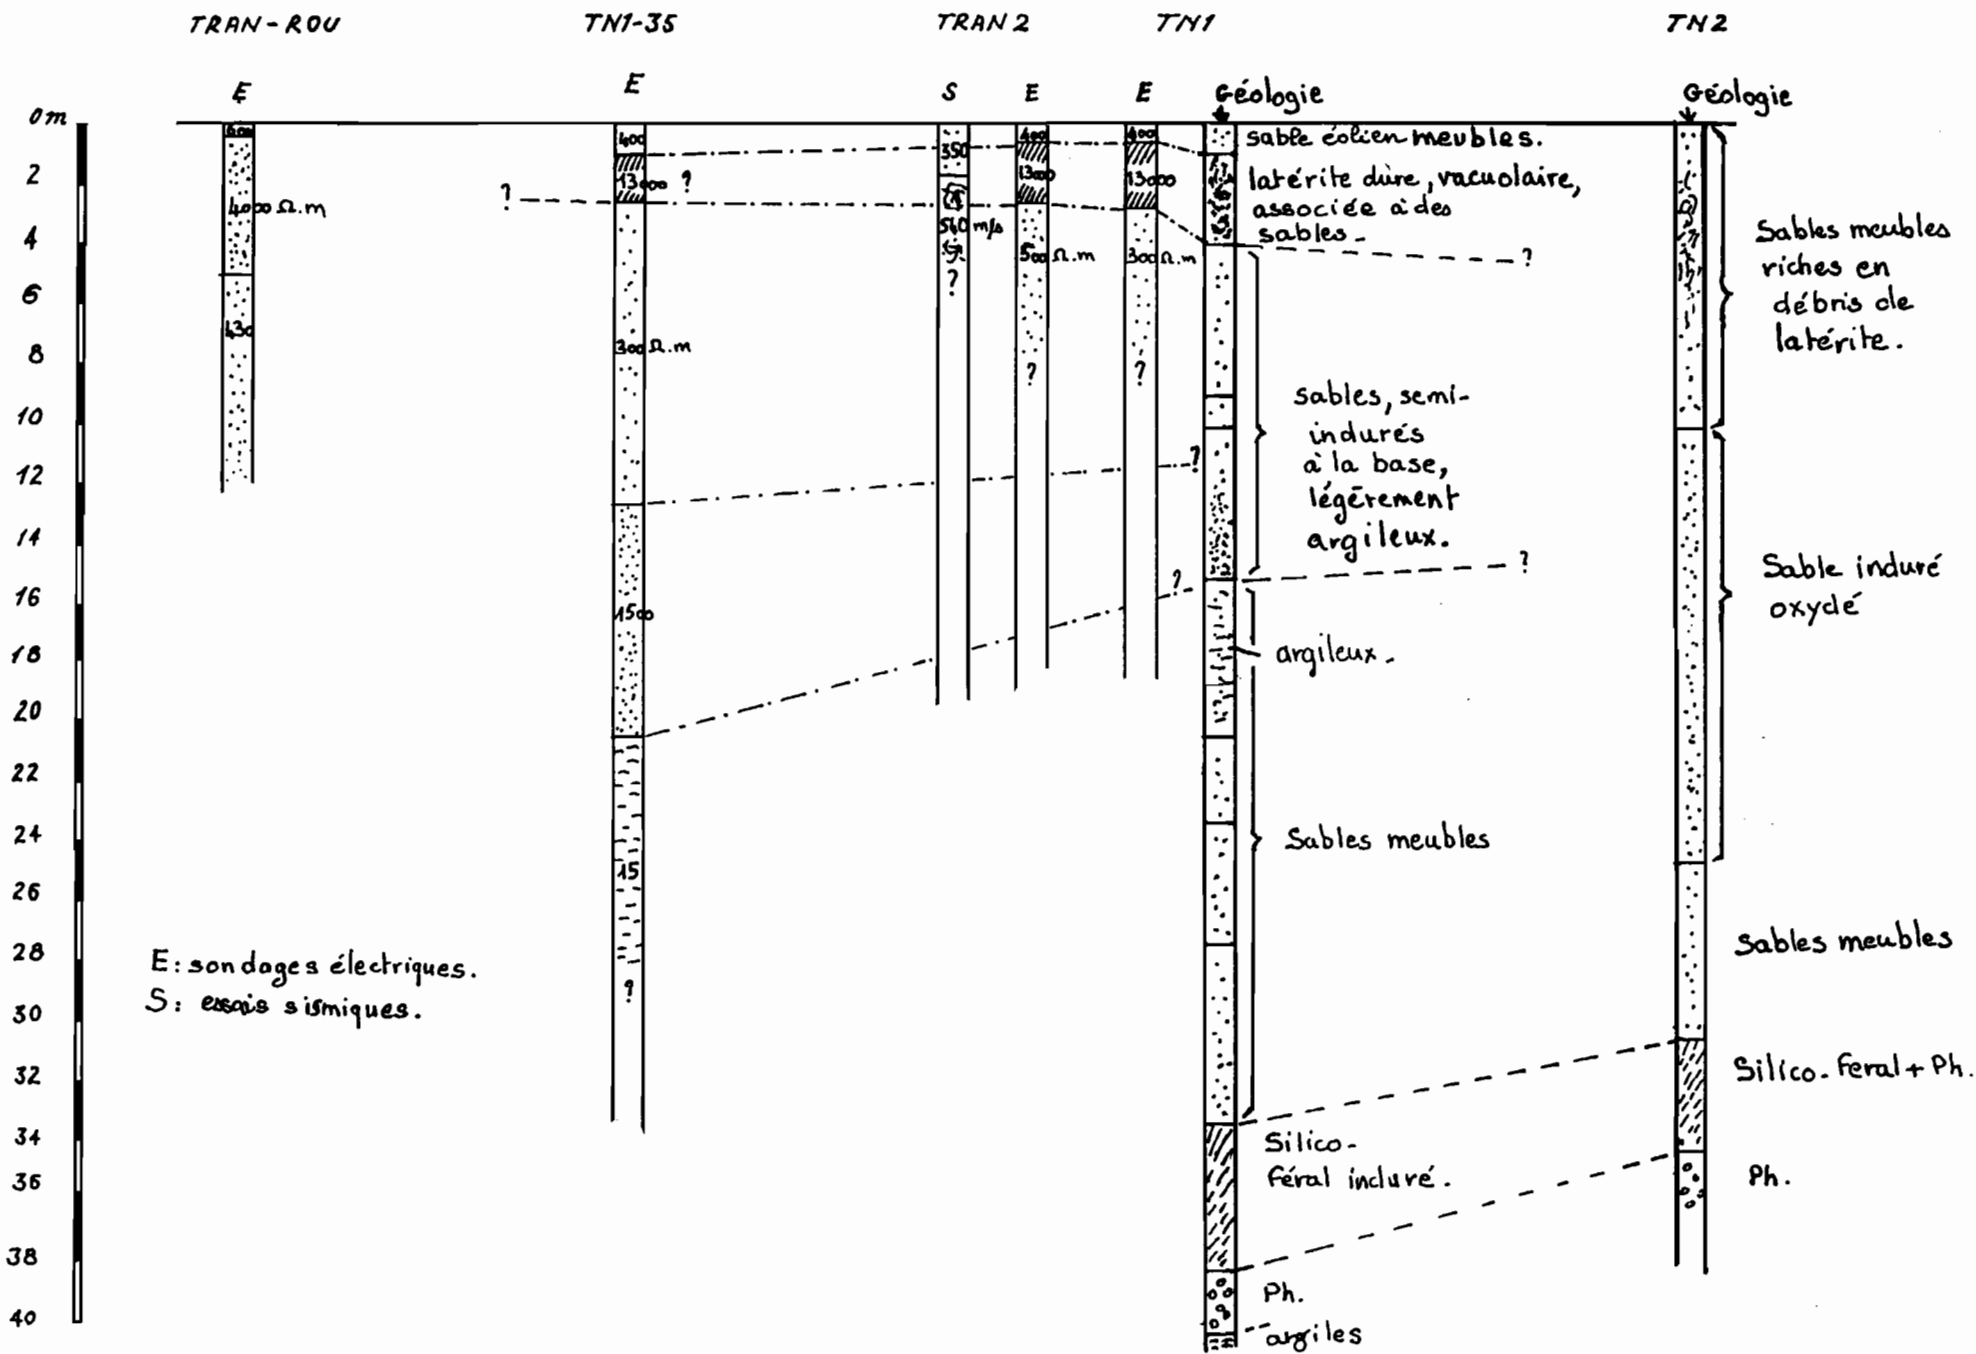 TRAN-ROU TN1-35 TRAN 2 TN1 TN2
E E S E E Géologie Géologie
0m
2
4
6
8
10
12
14
16
18
20
22
24
26
28
30
32
34
36
38
40
4000 Ω.m
430
400
13000 ?
300 Ω.m
1500
15
?
?
350
540 m/s
?
400
13000
500 Ω.m
?
400
13000
300 Ω.m
?
?
?
sable éolien meubles.
latérite dure, vacuolaire,
associée à des
sables.
?
sables, semi-
indurés
à la base,
légèrement
argileux.
?
argileux.
Sables meubles
Silico-
féral induré.
Ph.
argiles
Sables meubles
riches en
débris de
latérite.
Sable induré
oxydé
Sables meubles
Silico-Feral + Ph.
Ph.
E: sondages électriques.
S: essais sismiques.